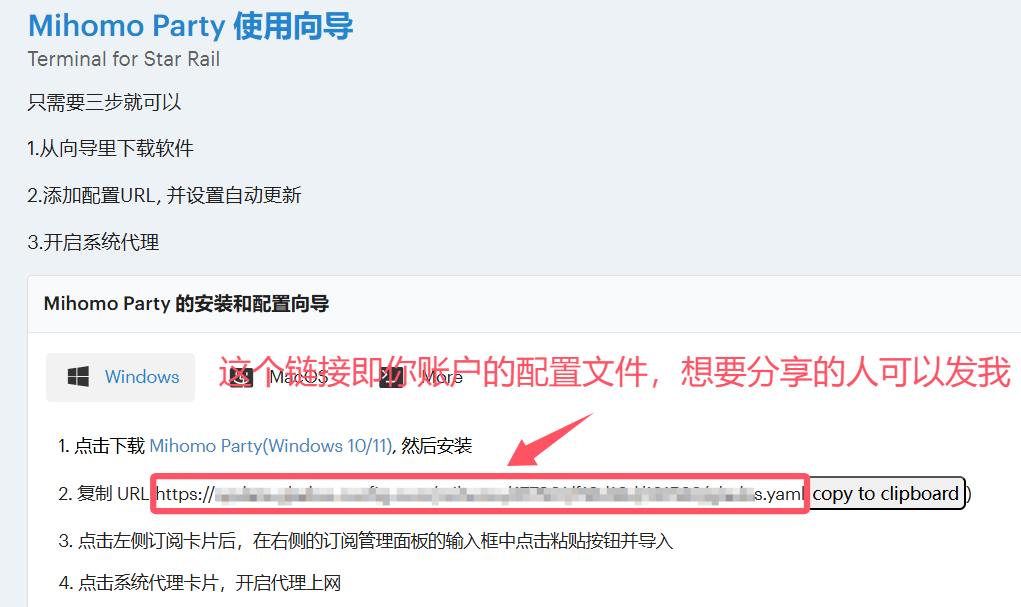 Mihomo Party 使用向导
Terminal for Star Rail
只需要三步就可以
1.从向导里下载软件
2.添加配置URL, 并设置自动更新
3.开启系统代理
Mihomo Party 的安装和配置向导
这个链接即你账户的配置文件，想要分享的人可以发我
Windows MacOS More
1. 点击下载 Mihomo Party(Windows 10/11), 然后安装
2. 复制 URL https:// s.yaml copy to clipboard )
3. 点击左侧订阅卡片后，在右侧的订阅管理面板的输入框中点击粘贴按钮并导入
4. 点击系统代理卡片，开启代理上网